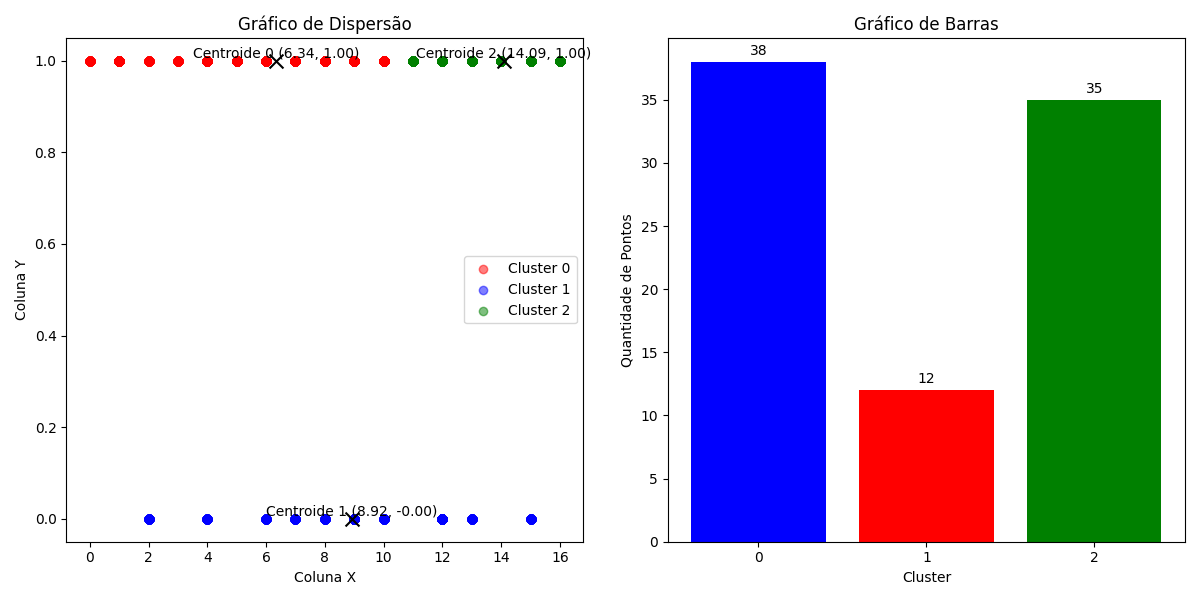 Gráfico de Dispersão
Centroide 0 (6.34, 1.00)
Centroide 2 (14.09, 1.00)
1.0
0.8
0.6
0.4
0.2
0.0
Coluna Y
Cluster 0
Cluster 1
Cluster 2
Centroide 1 (8.92, -0.00)
0 2 4 6 8 10 12 14 16
Coluna X
Gráfico de Barras
38
12
35
35
30
25
20
15
10
5
0
Quantidade de Pontos
0 1 2
Cluster